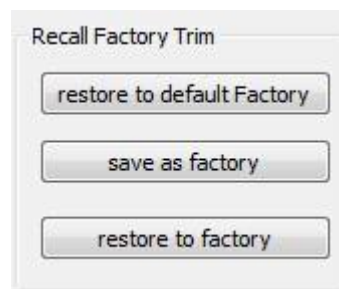 Recall Factory Trim
restore to default Factory
save as factory
restore to factory